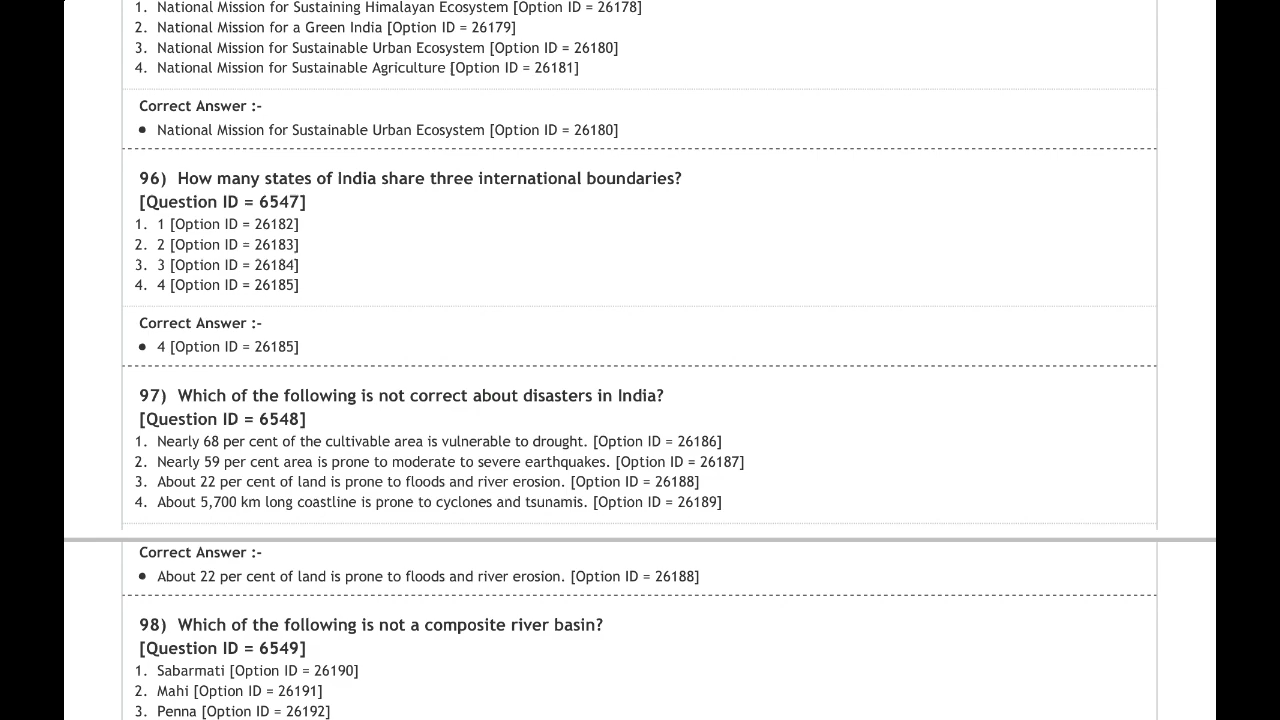 1. National Mission for Sustaining Himalayan Ecosystem [Option ID = 26178]
2. National Mission for a Green India [Option ID = 26179]
3. National Mission for Sustainable Urban Ecosystem [Option ID = 26180]
4. National Mission for Sustainable Agriculture [Option ID = 26181]
Correct Answer :-
• National Mission for Sustainable Urban Ecosystem [Option ID = 26180]
96) How many states of India share three international boundaries?
[Question ID = 6547]
1. 1 [Option ID = 26182]
2. 2 [Option ID = 26183]
3. 3 [Option ID = 26184]
4. 4 [Option ID = 26185]
Correct Answer :-
• 4 [Option ID = 26185]
97) Which of the following is not correct about disasters in India?
[Question ID = 6548]
1. Nearly 68 per cent of the cultivable area is vulnerable to drought. [Option ID = 26186]
2. Nearly 59 per cent area is prone to moderate to severe earthquakes. [Option ID = 26187]
3. About 22 per cent of land is prone to floods and river erosion. [Option ID = 26188]
4. About 5,700 km long coastline is prone to cyclones and tsunamis. [Option ID = 26189]
Correct Answer :-
• About 22 per cent of land is prone to floods and river erosion. [Option ID = 26188]
98) Which of the following is not a composite river basin?
[Question ID = 6549]
1. Sabarmati [Option ID = 26190]
2. Mahi [Option ID = 26191]
3. Penna [Option ID = 26192]